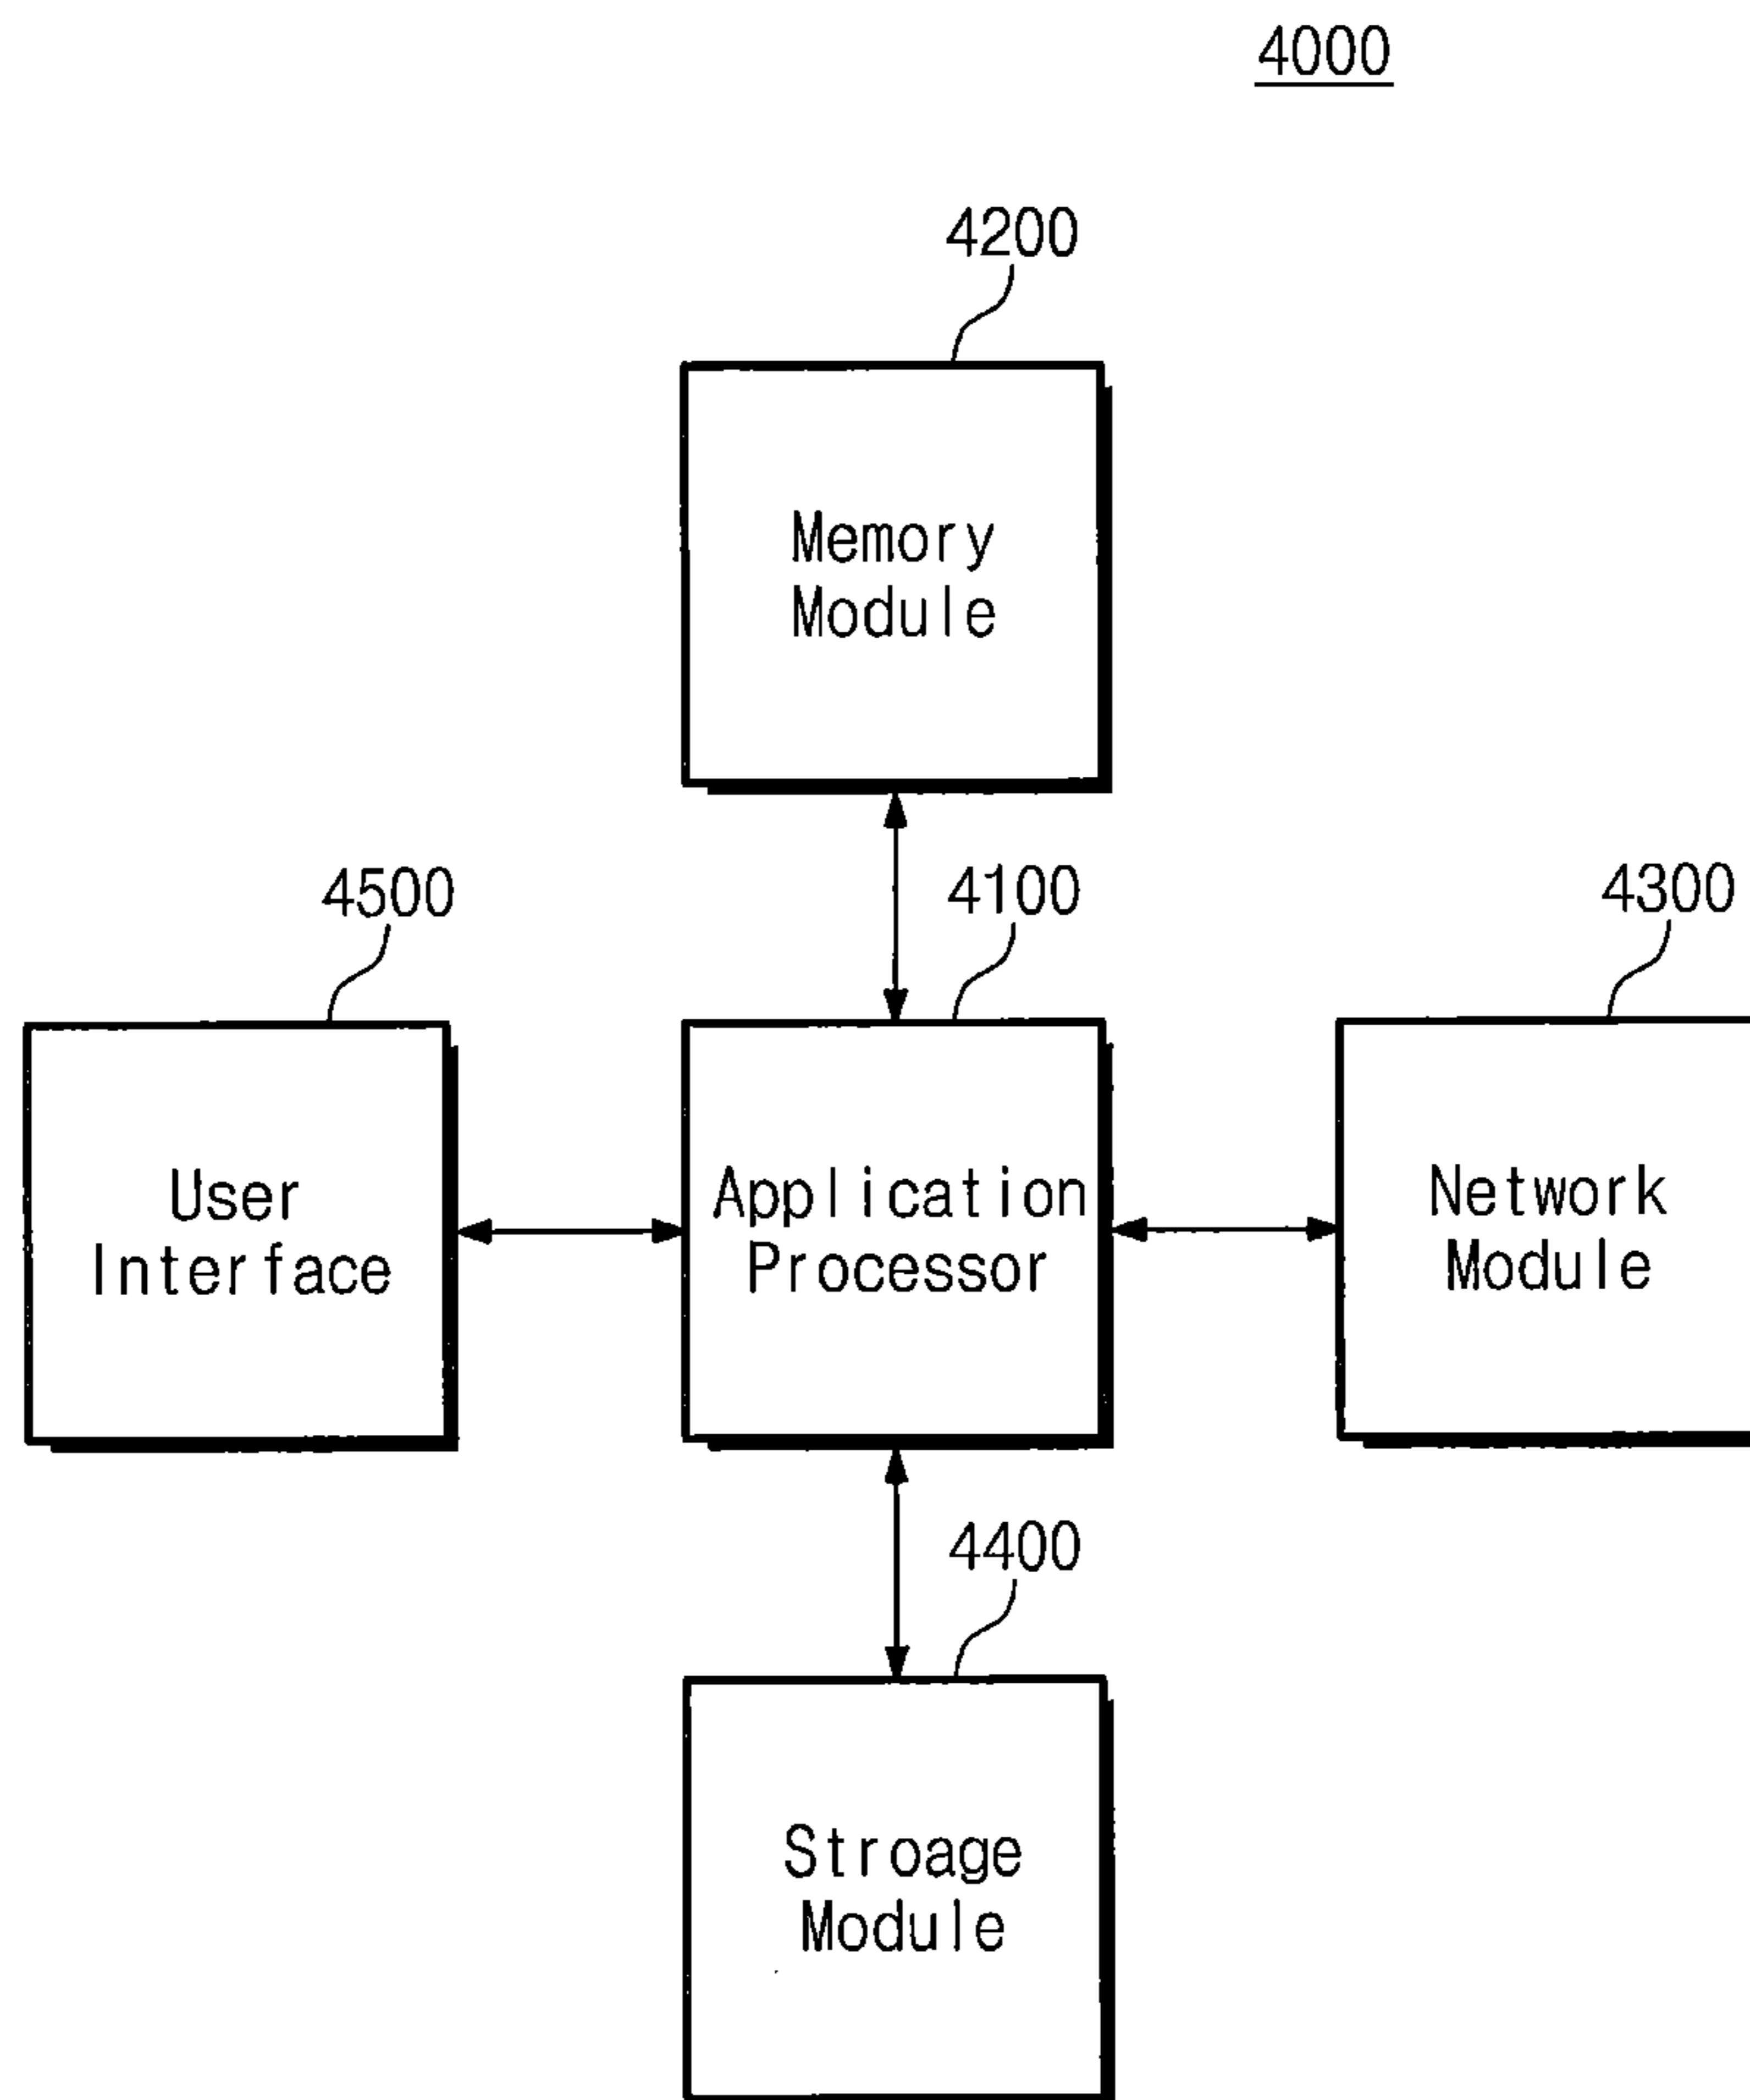 4000
4200
Memory
Module
4500
4100
4300
User
Interface
Application
Processor
Network
Module
4400
Stroage
Module